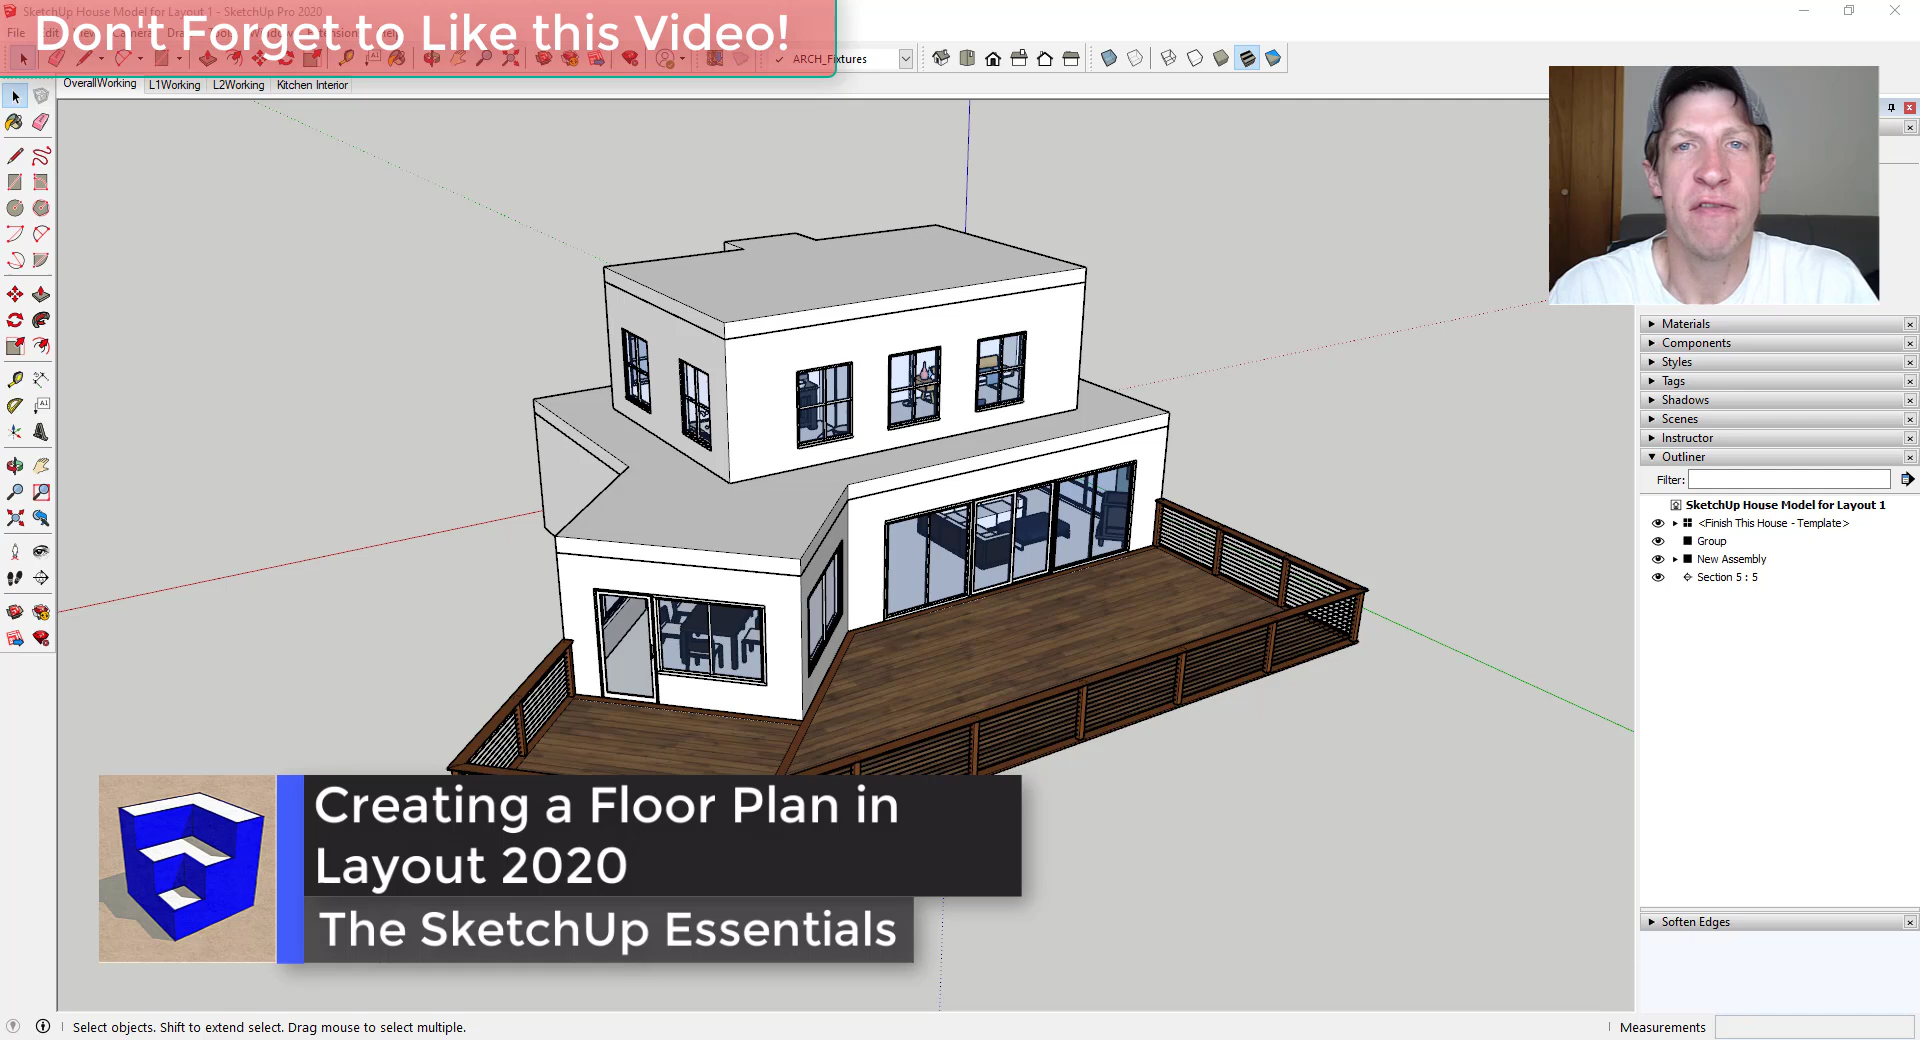 SketchUp House Model for Layout 1 - SketchUp Pro 2020
Don't Forget to Like this Video!
File
ARCH_Fixtures
OverallWorking
L1Working
L2Working
Kitchen Interior
A1
Materials
Components
Styles
Tags
Shadows
Scenes
Instructor
Outliner
Filter:
SketchUp House Model for Layout 1
<Finish This House - Template>
Group
New Assembly
Section 5 : 5
Creating a Floor Plan in
Layout 2020
The SketchUp Essentials
Soften Edges
Select objects. Shift to extend select. Drag mouse to select multiple.
Measurements